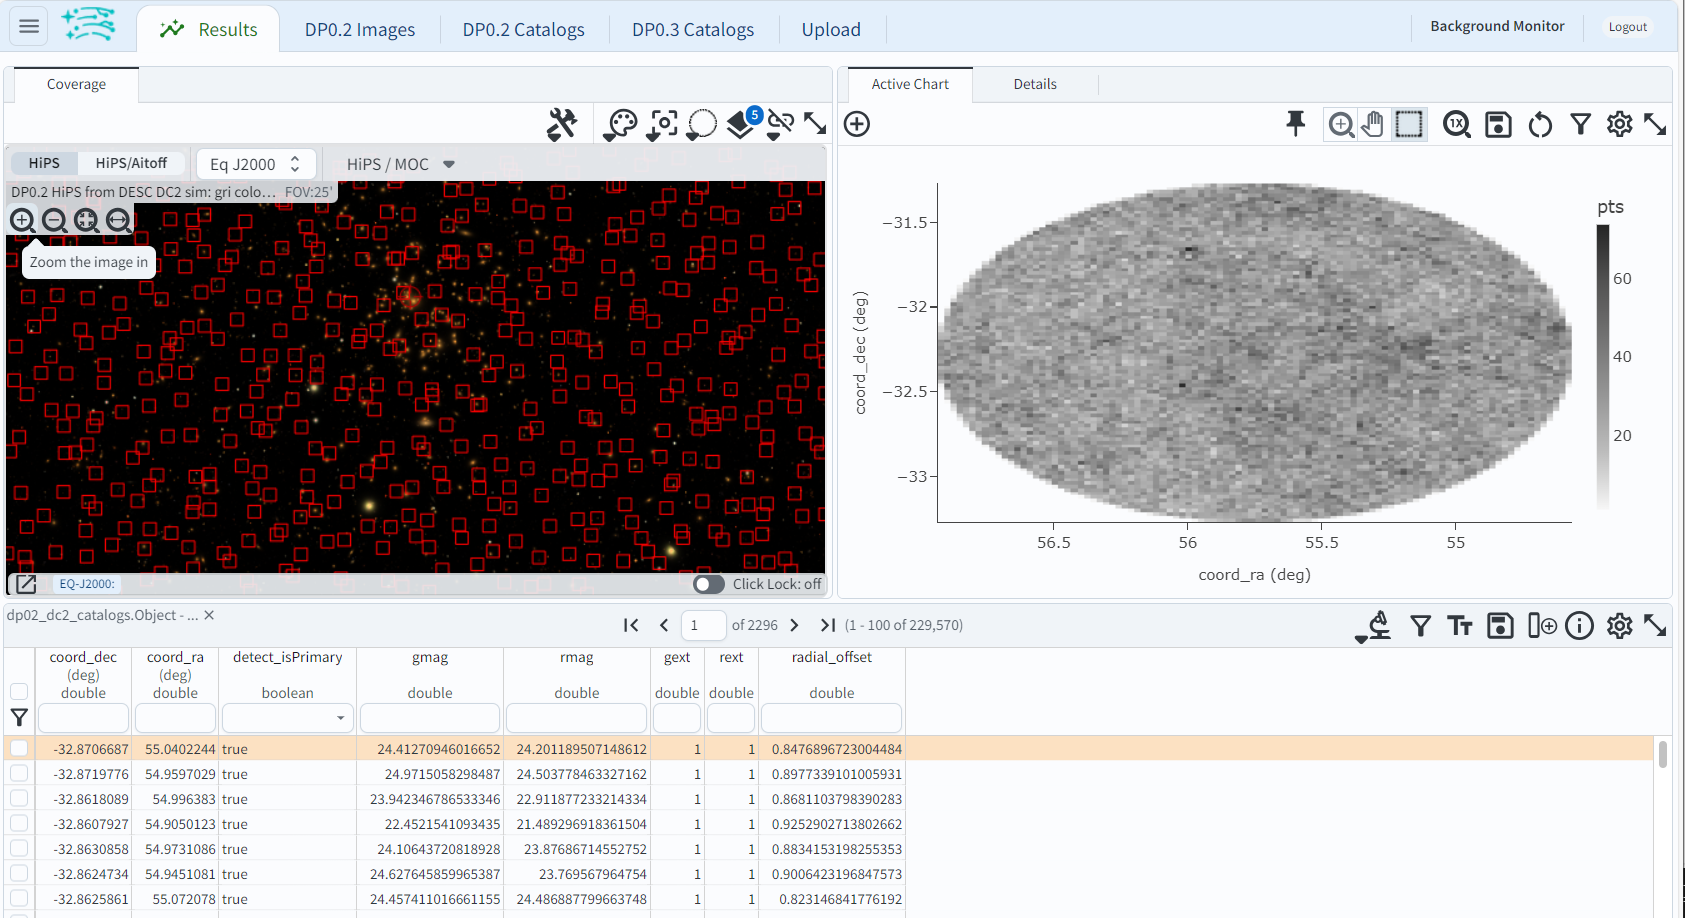 Results
DP0.2 Images
DP0.2 Catalogs
DP0.3 Catalogs
Upload
Background Monitor
Logout
Coverage
5
HiPS
HiPS/Aitoff
Eq J2000
HiPS / MOC
DP0.2 HiPS from DESC DC2 sim: gri colo... FOV:25'
Zoom the image in
EQ-J2000:
Click Lock: off
Active Chart
Details
1X
−31.5
−32
−32.5
−33
coord_dec (deg)
56.5 56 55.5 55
coord_ra (deg)
pts
60
40
20
dp02_dc2_catalogs.Object - ... ×
1 of 2296 (1 - 100 of 229,570)
coord_dec coord_ra detect_isPrimary gmag rmag gext rext radial_offset
(deg) (deg)
double double boolean double double double double double
-32.8706687 55.0402244 true 24.41270946016652 24.201189507148612 1 1 0.8476896723004484
-32.8719776 54.9597029 true 24.9715058298487 24.503778463327162 1 1 0.8977339101005931
-32.8618089 54.996383 true 23.942346786533346 22.911877233214334 1 1 0.8681103798390283
-32.8607927 54.9050123 true 22.4521541093435 21.489296918361504 1 1 0.9252902713802662
-32.8630858 54.9731086 true 24.10643720818928 23.87686714552752 1 1 0.8834153198255353
-32.8624734 54.9451081 true 24.627645859965387 23.769567964754 1 1 0.9006423196847573
-32.8625861 55.072078 true 24.457411016661155 24.486887799663748 1 1 0.823146841776192